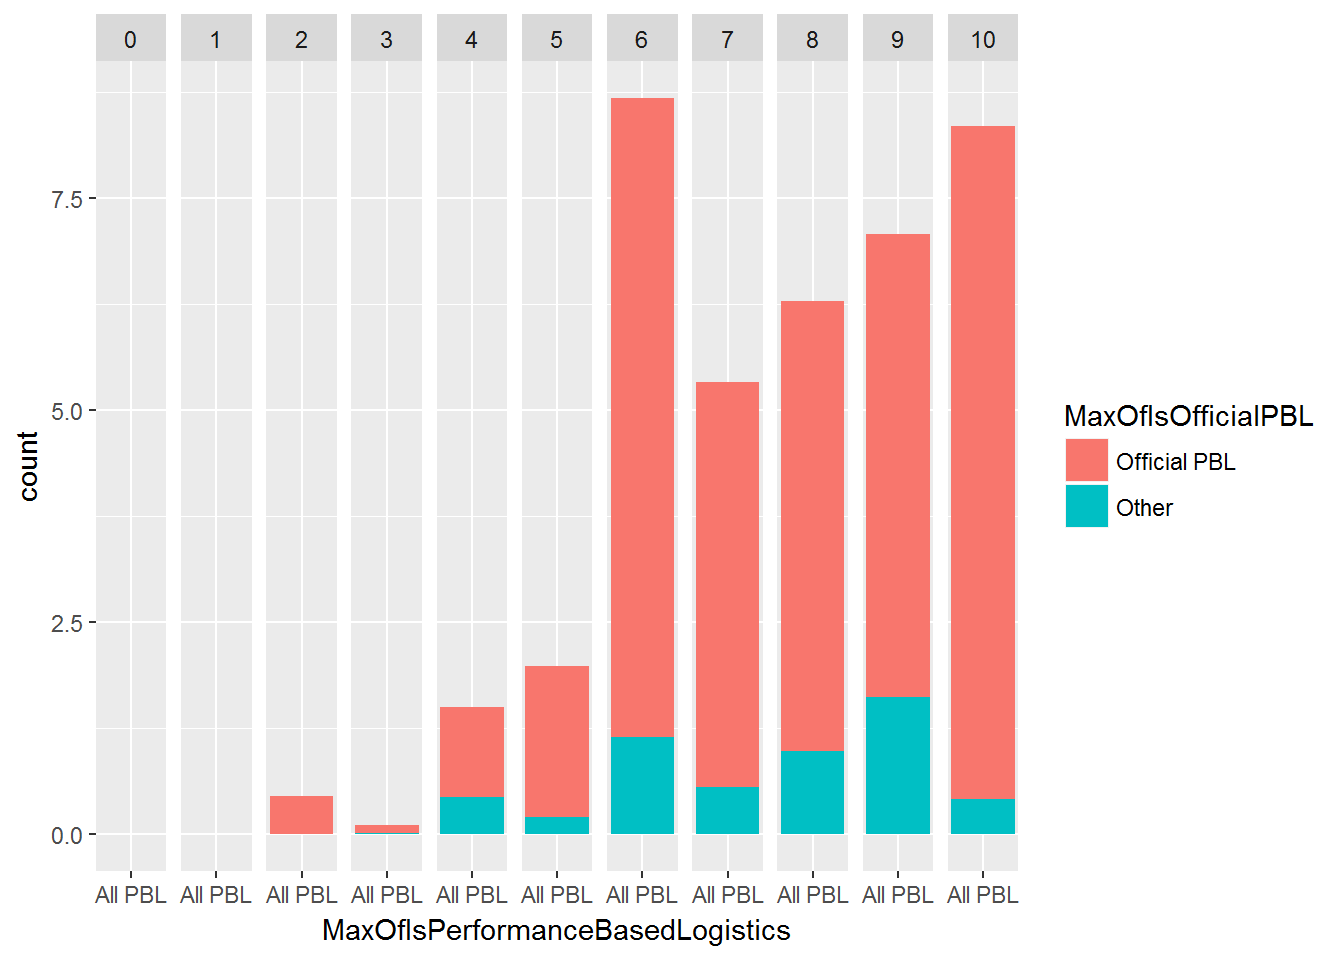 0 1 2 3 4 5 6 7 8 9 10
7.5
5.0
2.5
0.0
count
All PBL All PBL All PBL All PBL All PBL All PBL All PBL All PBL All PBL All PBL All PBL
MaxOfIsPerformanceBasedLogistics
MaxOfIsOfficialPBL
Official PBL
Other